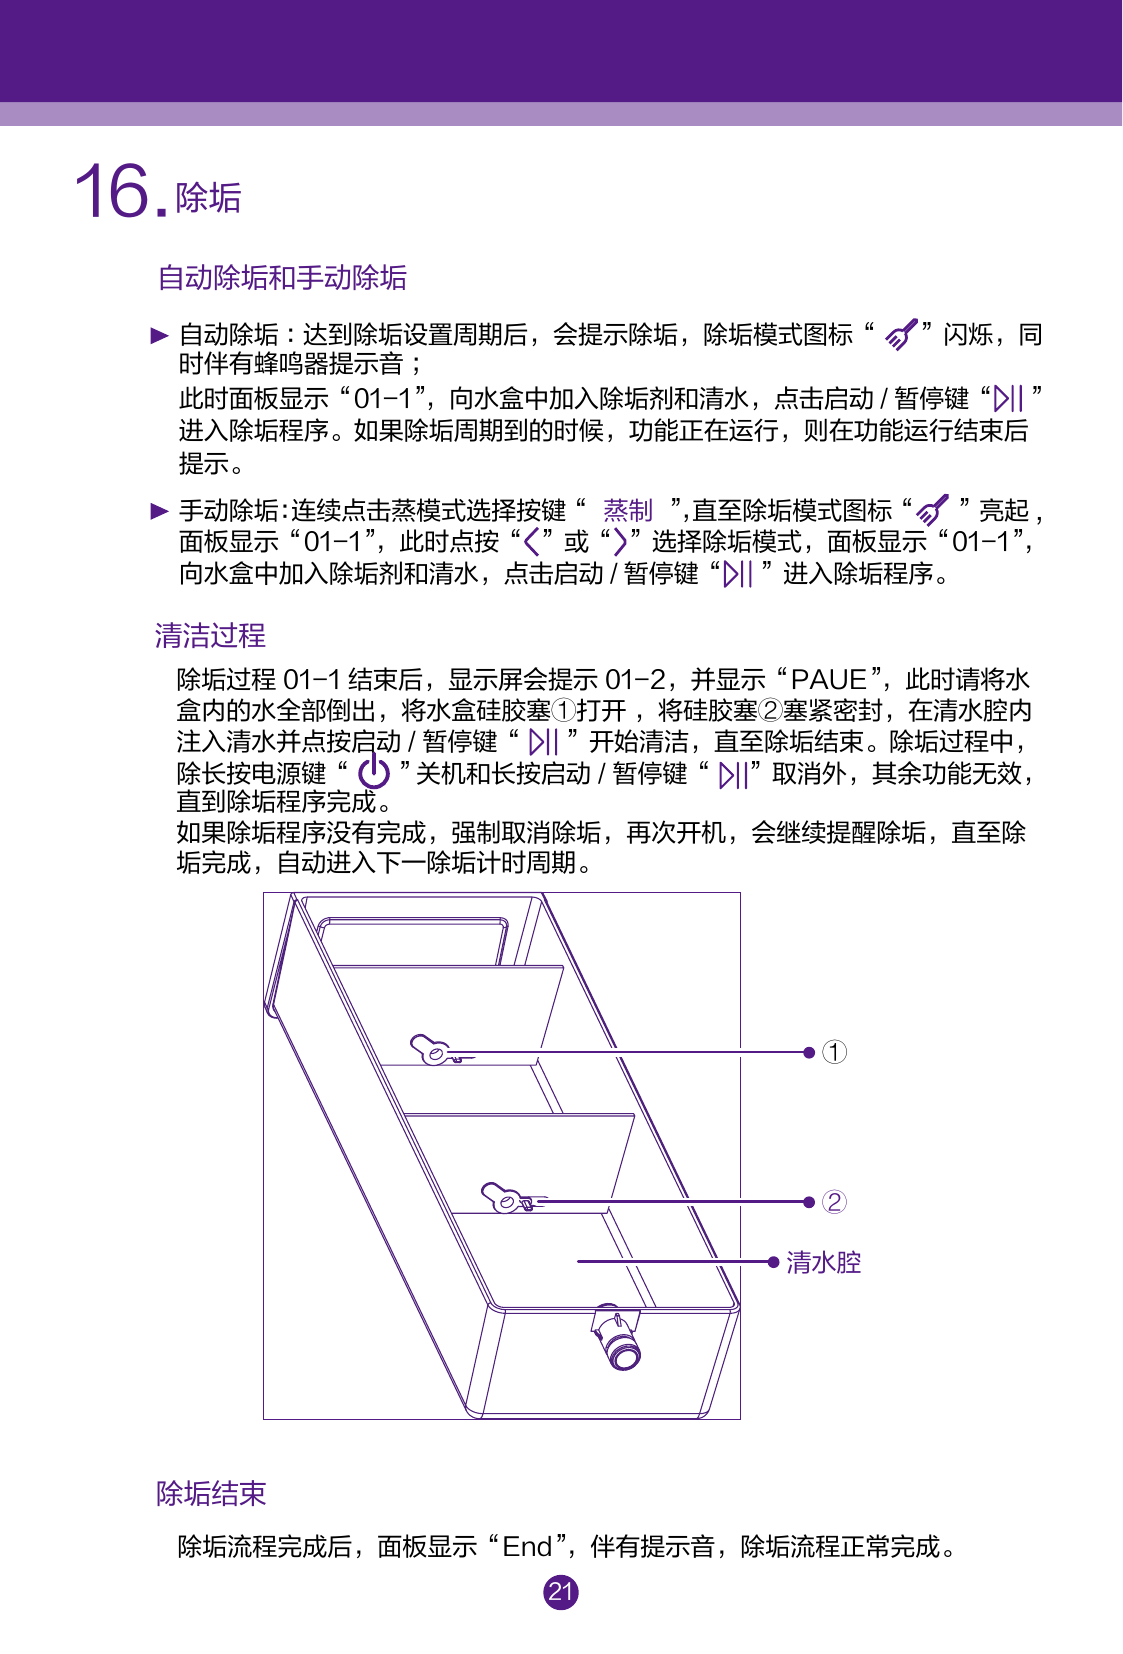 16.除垢
自动除垢和手动除垢
▶ 自动除垢：达到除垢设置周期后，会提示除垢，除垢模式图标“ ”闪烁，同
时伴有蜂鸣器提示音；
此时面板显示“01-1”，向水盒中加入除垢剂和清水，点击启动/暂停键“ ”
进入除垢程序。如果除垢周期到的时候，功能正在运行，则在功能运行结束后
提示。
▶ 手动除垢：连续点击蒸模式选择按键“ 蒸制 ”，直至除垢模式图标“ ”亮起，
面板显示“01-1”，此时点按“〈”或“〉”选择除垢模式，面板显示“01-1”，
向水盒中加入除垢剂和清水，点击启动/暂停键“ ”进入除垢程序。
清洁过程
除垢过程 01-1 结束后，显示屏会提示 01-2，并显示“PAUE”，此时请将水
盒内的水全部倒出，将水盒硅胶塞①打开，将硅胶塞②塞紧密封，在清水腔内
注入清水并点按启动/暂停键“ ”开始清洁，直至除垢结束。除垢过程中，
除长按电源键“ ”关机和长按启动/暂停键“ ”取消外，其余功能无效，
直到除垢程序完成。
如果除垢程序没有完成，强制取消除垢，再次开机，会继续提醒除垢，直至除
垢完成，自动进入下一除垢计时周期。
①
②
清水腔
除垢结束
除垢流程完成后，面板显示“End”，伴有提示音，除垢流程正常完成。
21